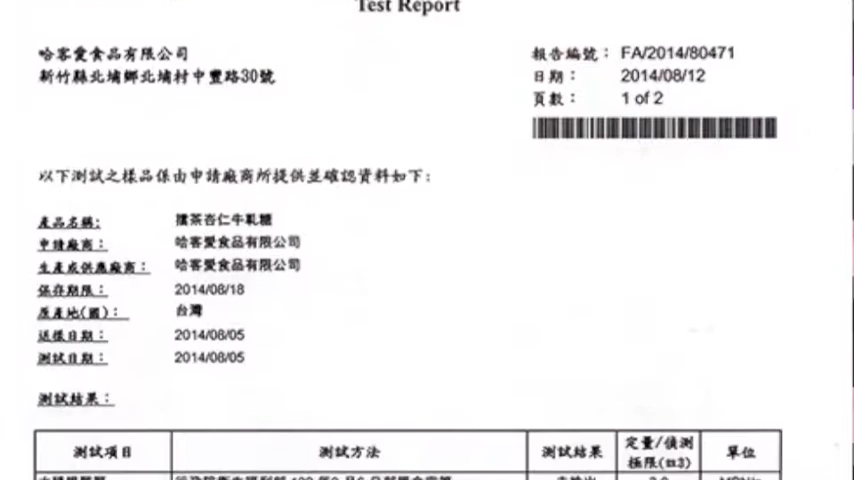 Test Report
哈客愛食品有限公司
新竹縣北埔鄉北埔村中豐路30號
報告編號： FA/2014/80471
日期： 2014/08/12
頁數： 1 of 2
以下測試之樣品係由申請廠商所提供並確認資料如下：
產品名稱: 擂茶杏仁牛軋糖
申請廠商： 哈客愛食品有限公司
生產或供應廠商： 哈客愛食品有限公司
保存期限： 2014/08/18
原產地(國)： 台灣
送樣日期： 2014/08/05
測試日期： 2014/08/05
測試結果：
測試項目 測試方法 測試結果 定量/偵測極限(註3) 單位